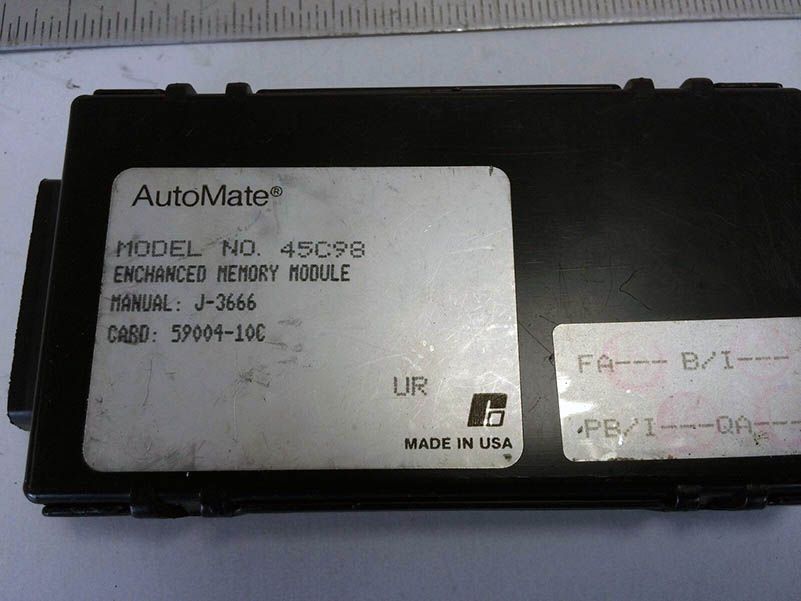 AutoMate®
MODEL NO. 45C98
ENCHANCED MEMORY MODULE
MANUAL: J-3666
CARD: 59004-10C
UR
MADE IN USA
FA--- B/I---
PB/I---QA---